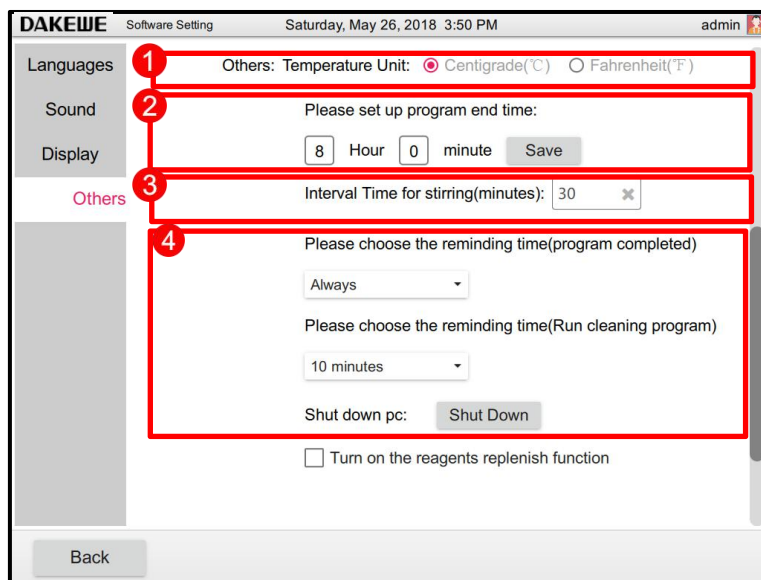 DAKEWE Software Setting Saturday, May 26, 2018 3:50 PM admin
Languages
Sound
Display
Others
1
Others: Temperature Unit: Centigrade(℃) Fahrenheit(℉)
2
Please set up program end time:
8 Hour 0 minute Save
3
Interval Time for stirring(minutes): 30
4
Please choose the reminding time(program completed)
Always
Please choose the reminding time(Run cleaning program)
10 minutes
Shut down pc: Shut Down
Turn on the reagents replenish function
Back